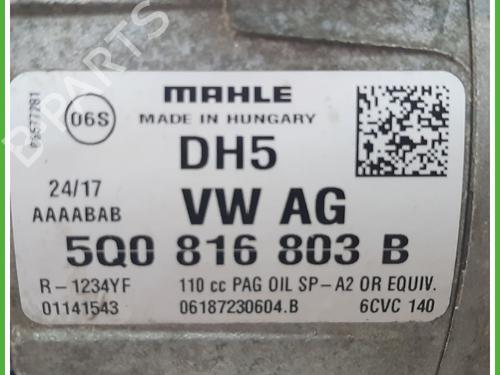 B-PARTS
06S
MAHLE
MADE IN HUNGARY
DH5
24/17
AAAABAB
VW AG
5Q0 816 803 B
R-1234YF
110 cc PAG OIL SP-A2 OR EQUIV.
01141543
06187230604.B
6CVC 140